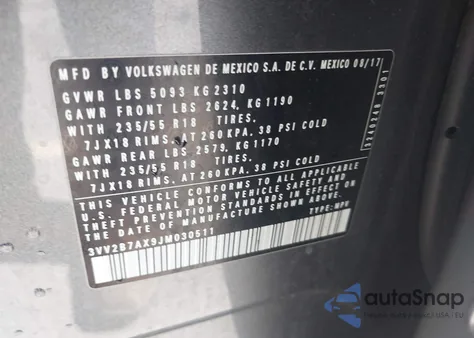 MFD BY VOLKSWAGEN DE MEXICO S.A. DE C.V. MEXICO 08/17
GVWR LBS 5093 KG 2310
GAWR FRONT LBS 2624, KG 1190
WITH 235/55 R18 TIRES.
7JX18 RIMS, AT 260 KPA, 38 PSI COLD
GAWR REAR LBS 2579, KG 1170
WITH 235/55 R18 TIRES.
7JX18 RIMS, AT 260 KPA, 38 PSI COLD
THIS VEHICLE CONFORMS TO ALL APPLICABLE
U.S. FEDERAL MOTOR VEHICLE SAFETY AND
THEFT PREVENTION STANDARDS IN EFFECT ON
THE DATE OF MANUFACTURE SHOWN ABOVE.
3VV2B7AX9JM030511 TYPE: MPV
autoSnap